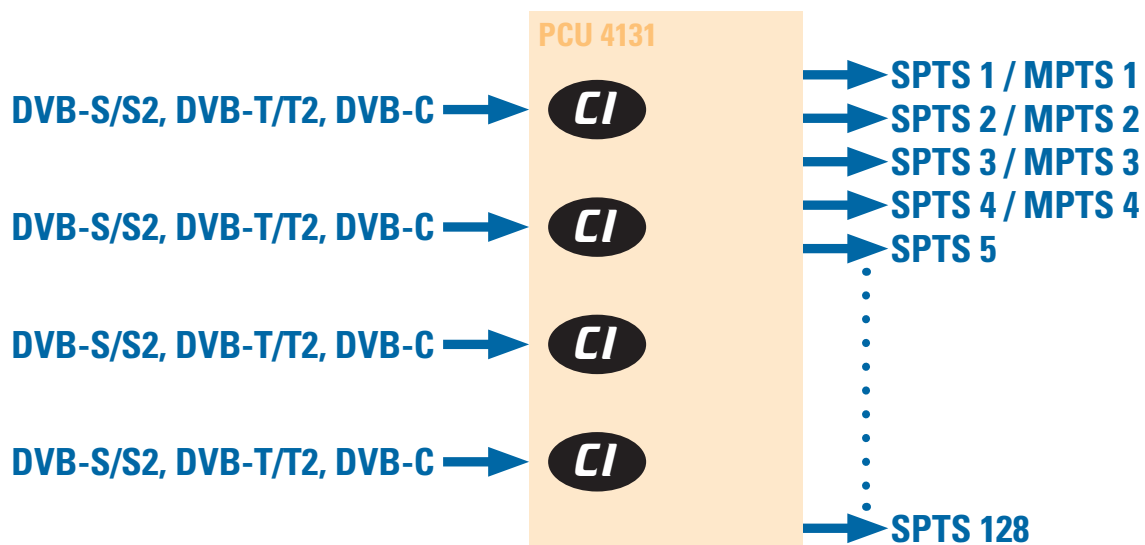 PCU 4131
DVB-S/S2, DVB-T/T2, DVB-C
CI
DVB-S/S2, DVB-T/T2, DVB-C
CI
DVB-S/S2, DVB-T/T2, DVB-C
CI
DVB-S/S2, DVB-T/T2, DVB-C
CI
SPTS 1 / MPTS 1
SPTS 2 / MPTS 2
SPTS 3 / MPTS 3
SPTS 4 / MPTS 4
SPTS 5
SPTS 128